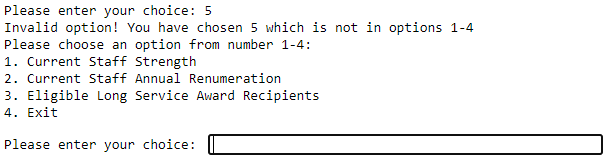 Please enter your choice: 5
Invalid option! You have chosen 5 which is not in options 1-4
Please choose an option from number 1-4:
1. Current Staff Strength
2. Current Staff Annual Renumeration
3. Eligible Long Service Award Recipients
4. Exit
Please enter your choice: